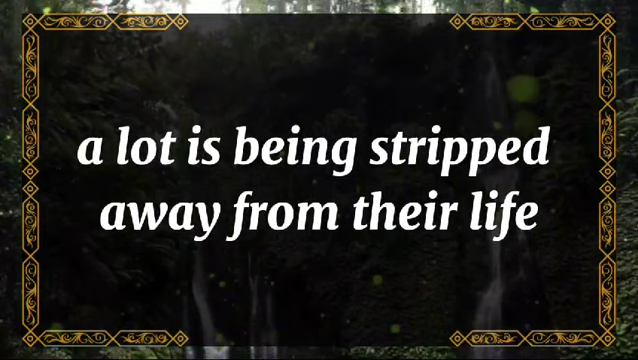 a lot is being stripped
away from their life